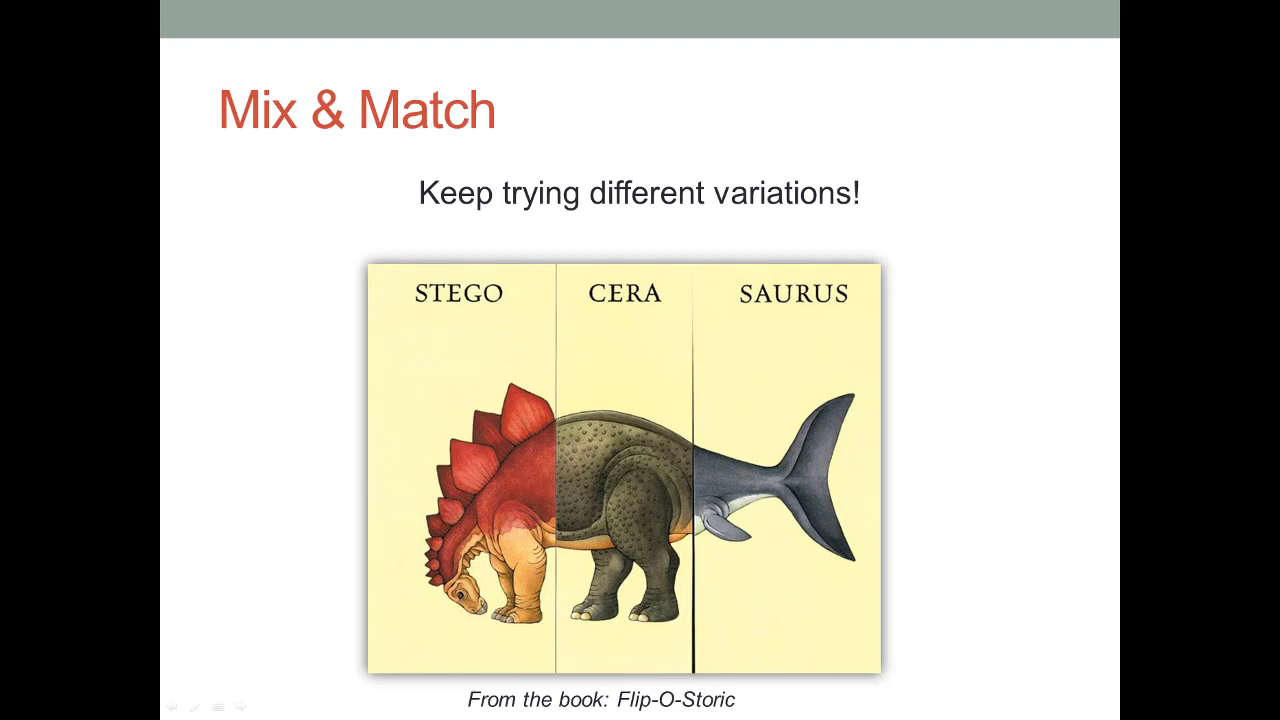 Mix & Match
Keep trying different variations!
STEGO CERA SAURUS
From the book: Flip-O-Storic